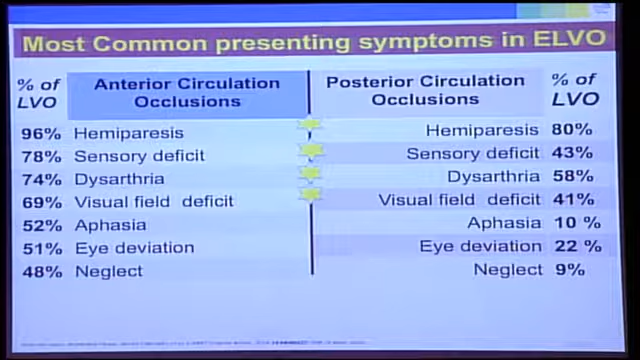 Most Common presenting symptoms in ELVO
% of LVO Anterior Circulation Occlusions Posterior Circulation Occlusions % of LVO
96% Hemiparesis Hemiparesis 80%
78% Sensory deficit Sensory deficit 43%
74% Dysarthria Dysarthria 58%
69% Visual field deficit Visual field deficit 41%
52% Aphasia Aphasia 10 %
51% Eye deviation Eye deviation 22 %
48% Neglect Neglect 9%